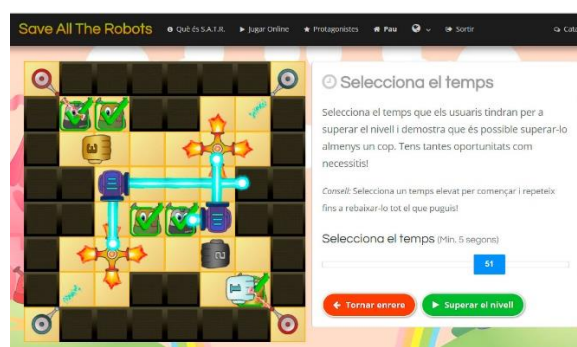 Save All The Robots
Què és S.A.T.R.
Jugar Online
Protagonistes
Pau
Sortir
Cata
Selecciona el temps
Selecciona el temps que els usuaris tindran per a
superar el nivell i demostra que és possible superar-lo
almenys un cop. Tens tantes oportunitats com
necessitis!
Consell: Selecciona un temps elevat per començar i repeteix
fins a rebaixar-lo tot el que puguis!
Selecciona el temps (Min. 5 segons)
51
Tornar enrere
Superar el nivell